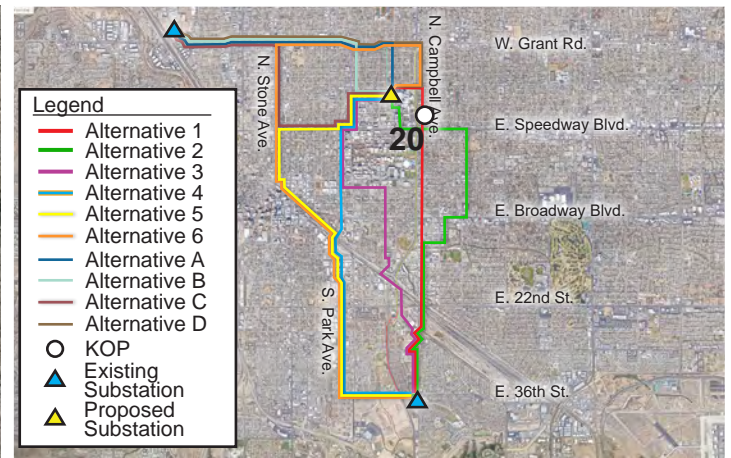 W. Grant Rd.
N. Campbell Ave.
N. Stone Ave.
E. Speedway Blvd.
20
E. Broadway Blvd.
E. 22nd St.
S. Park Ave.
E. 36th St.
Legend
Alternative 1
Alternative 2
Alternative 3
Alternative 4
Alternative 5
Alternative 6
Alternative A
Alternative B
Alternative C
Alternative D
KOP
Existing
Substation
Proposed
Substation